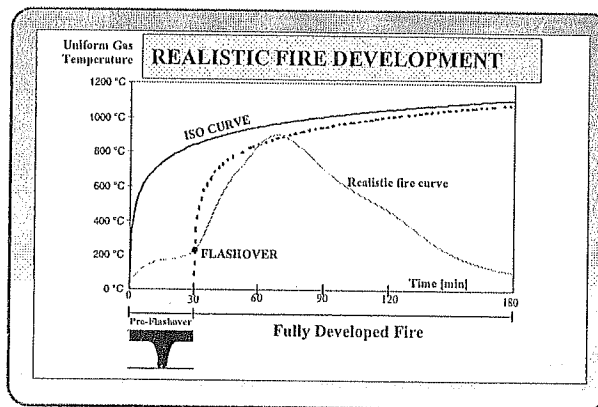 Uniform Gas
Temperature
REALISTIC FIRE DEVELOPMENT
1200 °C
1000 °C
800 °C
600 °C
400 °C
200 °C
0 °C
ISO CURVE
Realistic fire curve
FLASHOVER
Time [min]
0
30
60
90
120
180
Pre-Flashover
Fully Developed Fire